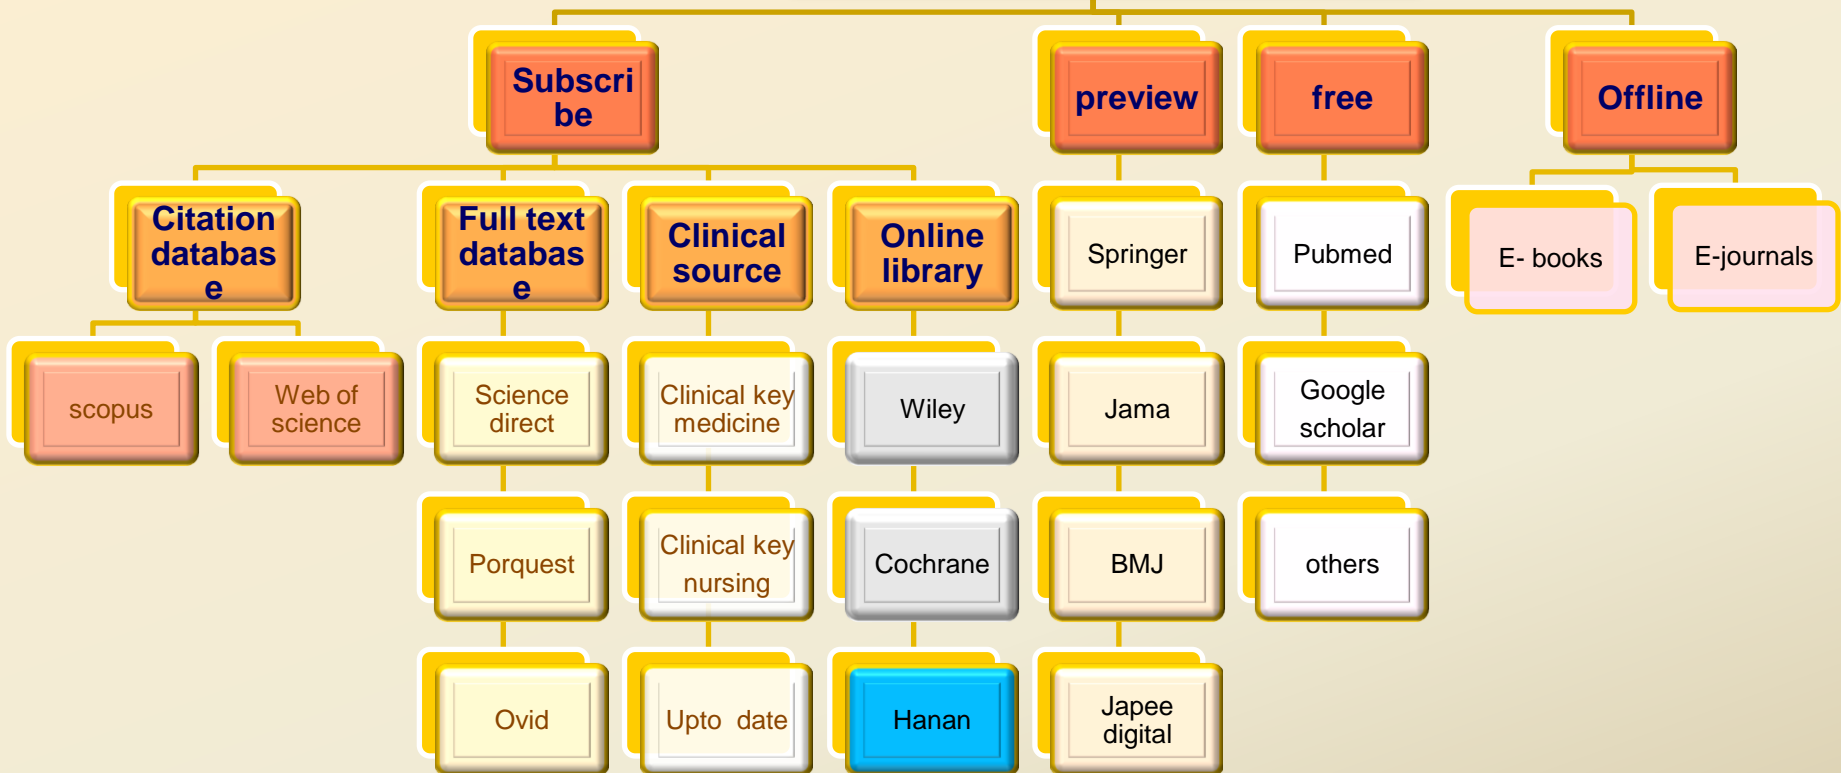 Subscri
be
preview
free
Offline
Citation
databas
e
Full text
databas
e
Clinical
source
Online
library
Springer
Pubmed
E- books
E-journals
scopus
Web of
science
Science
direct
Clinical key
medicine
Wiley
Jama
Google
scholar
Porquest
Clinical key
nursing
Cochrane
BMJ
others
Ovid
Upto  date
Hanan
Japee
digital